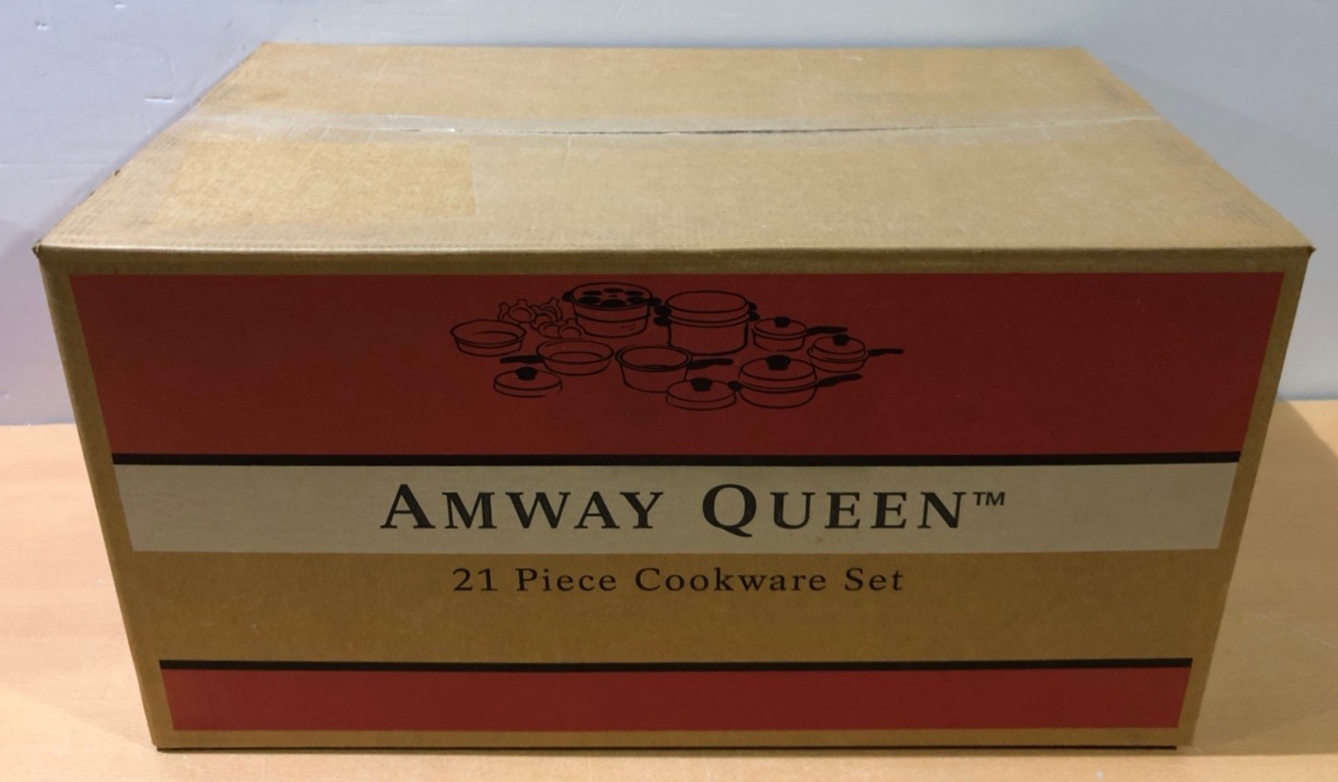 AMWAY QUEEN™
21 Piece Cookware Set